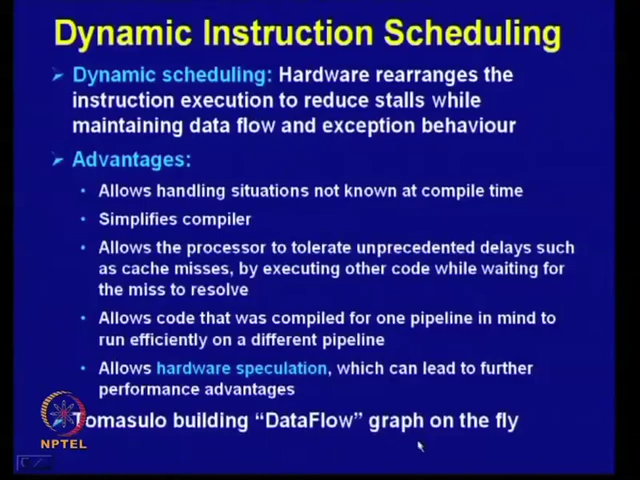 Dynamic Instruction Scheduling
Dynamic scheduling: Hardware rearranges the
instruction execution to reduce stalls while
maintaining data flow and exception behaviour
Advantages:
Allows handling situations not known at compile time
Simplifies compiler
Allows the processor to tolerate unprecedented delays such
as cache misses, by executing other code while waiting for
the miss to resolve
Allows code that was compiled for one pipeline in mind to
run efficiently on a different pipeline
Allows hardware speculation, which can lead to further
performance advantages
Tomasulo building “DataFlow” graph on the fly
NPTEL